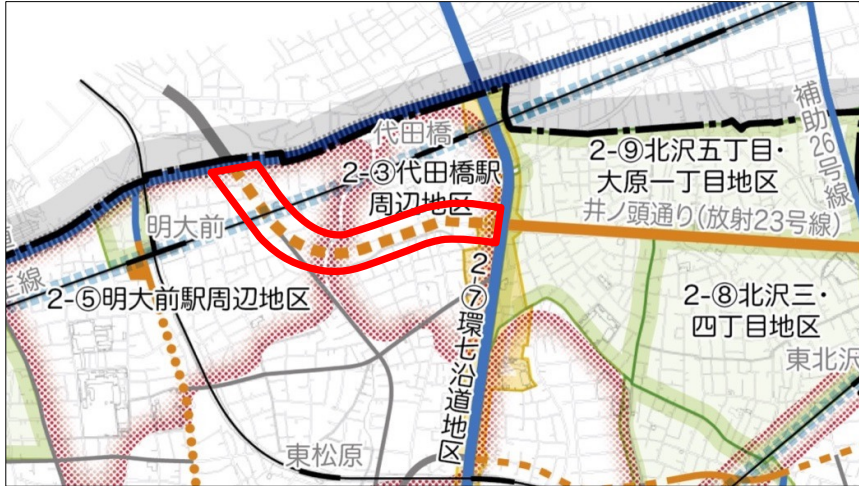 補助26号線
代田橋
2-⑨北沢五丁目・
大原一丁目地区
2-③代田橋駅
周辺地区
井ノ頭通り(放射23号線)
明大前
王線
2-⑤明大前駅周辺地区
2-⑦環七沿道地区
2-⑧北沢三・
四丁目地区
東北沢
東松原